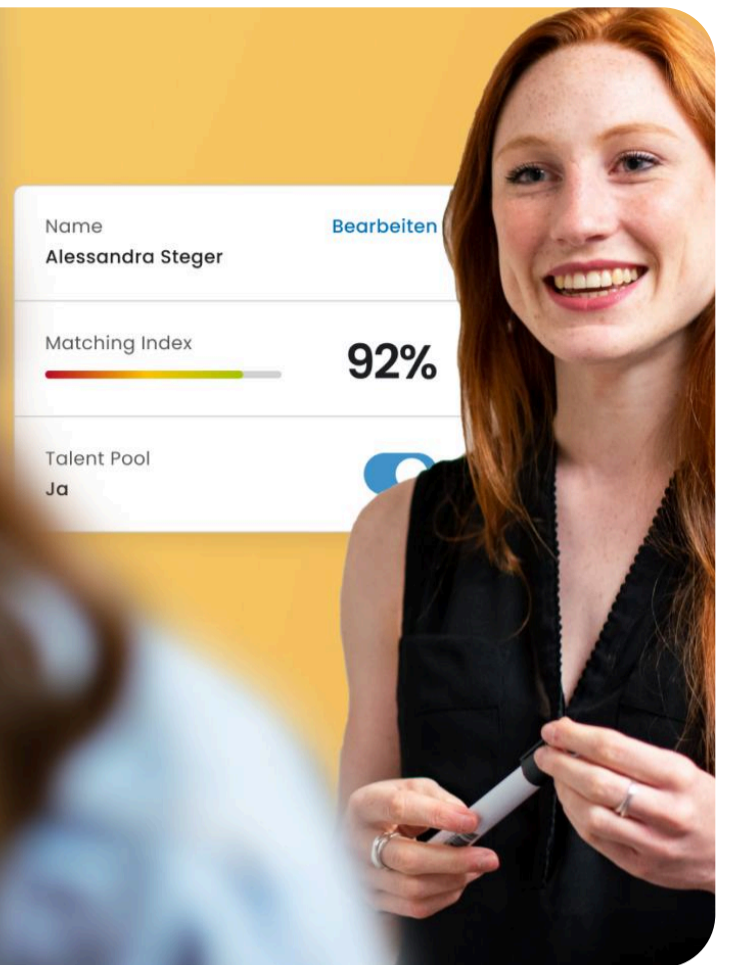 Name
Bearbeiten
Alessandra Steger
Matching Index
92%
Talent Pool
Ja